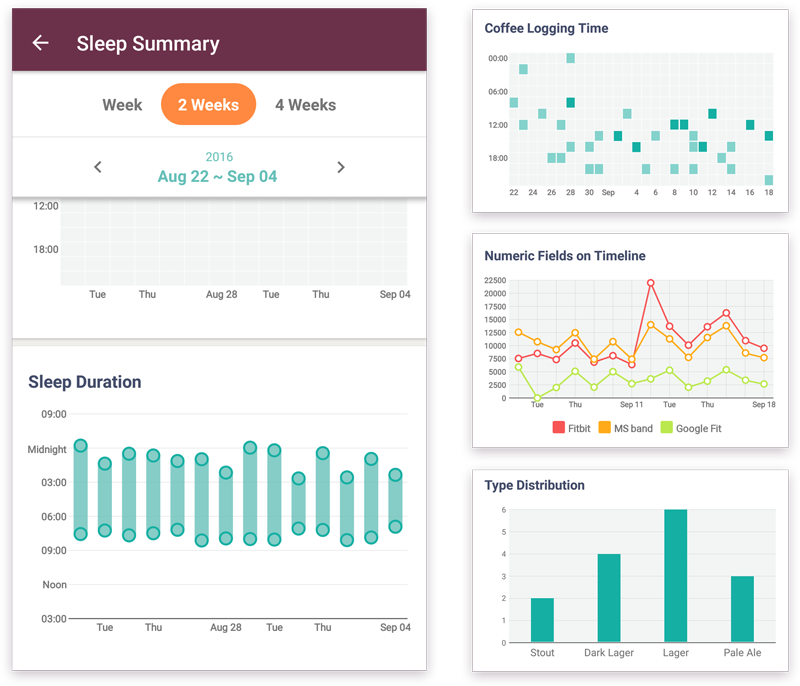 Sleep Summary
Week 2 Weeks 4 Weeks
2016
Aug 22 ~ Sep 04
12:00
18:00
Tue Thu Aug 28 Tue Thu Sep 04
Sleep Duration
09:00
Midnight
03:00
06:00
09:00
Noon
03:00
Tue Thu Aug 28 Tue Thu Sep 04
Coffee Logging Time
00:00
06:00
12:00
18:00
22 24 26 28 30 Sep 4 6 8 10 12 14 16 18
Numeric Fields on Timeline
22500
22000
17500
15000
12500
10000
7500
5000
2500
0
Tue Thu Sep 11 Tue Thu Sep 18
Fitbit MS band Google Fit
Type Distribution
6
5
4
3
2
1
0
Stout Dark Lager Lager Pale Ale